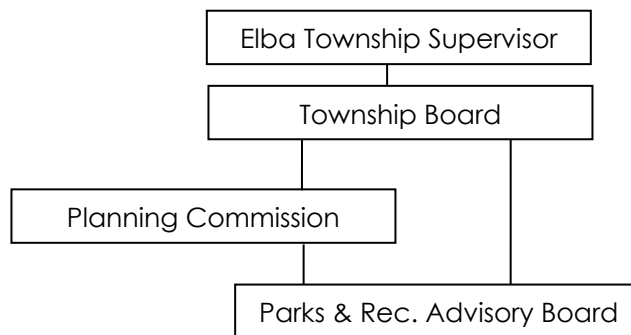 Elba Township Supervisor
Township Board
Planning Commission
Parks & Rec. Advisory Board